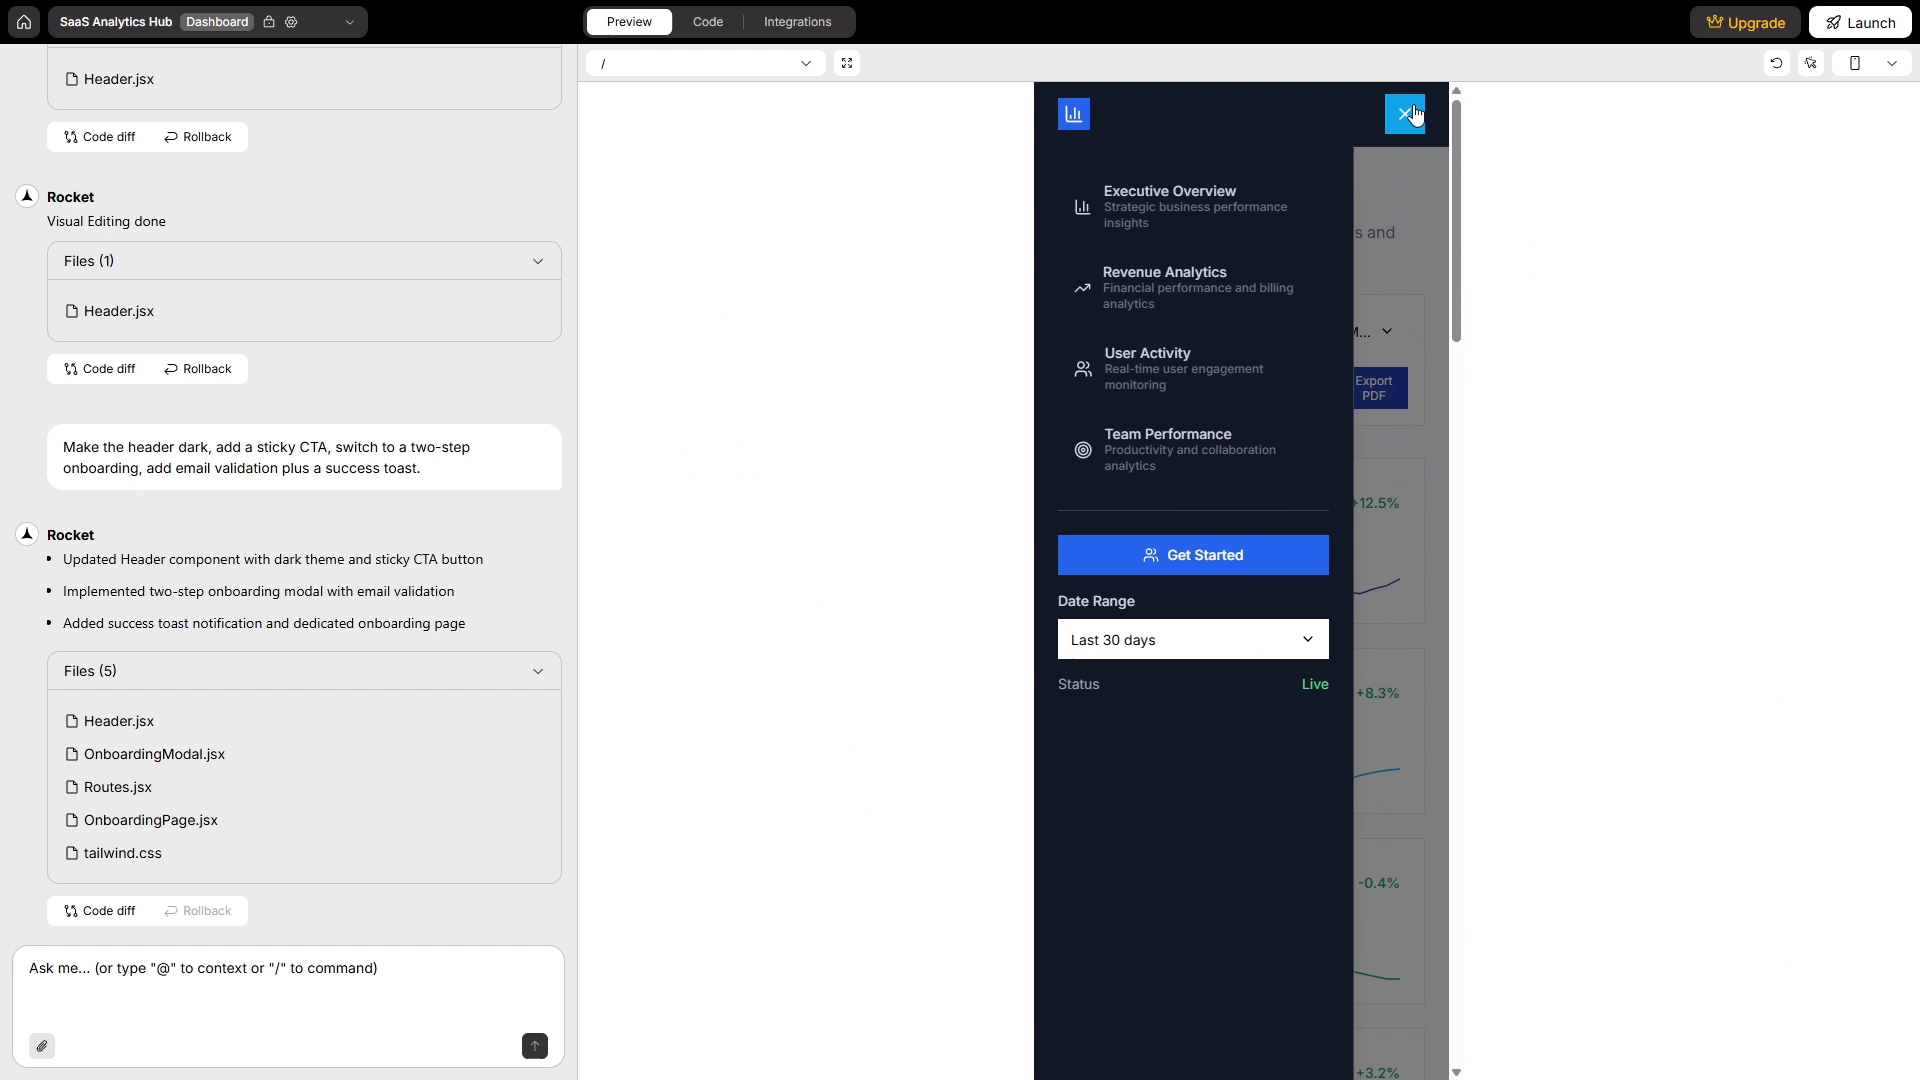 SaaS Analytics Hub Dashboard
Preview Code Integrations
Upgrade
Launch
/
Header.jsx
Code diff Rollback
Rocket
Visual Editing done
Files (1)
Header.jsx
Code diff Rollback
Make the header dark, add a sticky CTA, switch to a two-step
onboarding, add email validation plus a success toast.
Rocket
• Updated Header component with dark theme and sticky CTA button
• Implemented two-step onboarding modal with email validation
• Added success toast notification and dedicated onboarding page
Files (5)
Header.jsx
OnboardingModal.jsx
Routes.jsx
OnboardingPage.jsx
tailwind.css
Code diff Rollback
Ask me... (or type "@" to context or "/" to command)
Executive Overview
Strategic business performance
insights
Revenue Analytics
Financial performance and billing
analytics
User Activity
Real-time user engagement
monitoring
Team Performance
Productivity and collaboration
analytics
Get Started
Date Range
Last 30 days
Status Live
s and
M...
Export
PDF
+12.5%
+8.3%
-0.4%
+3.2%